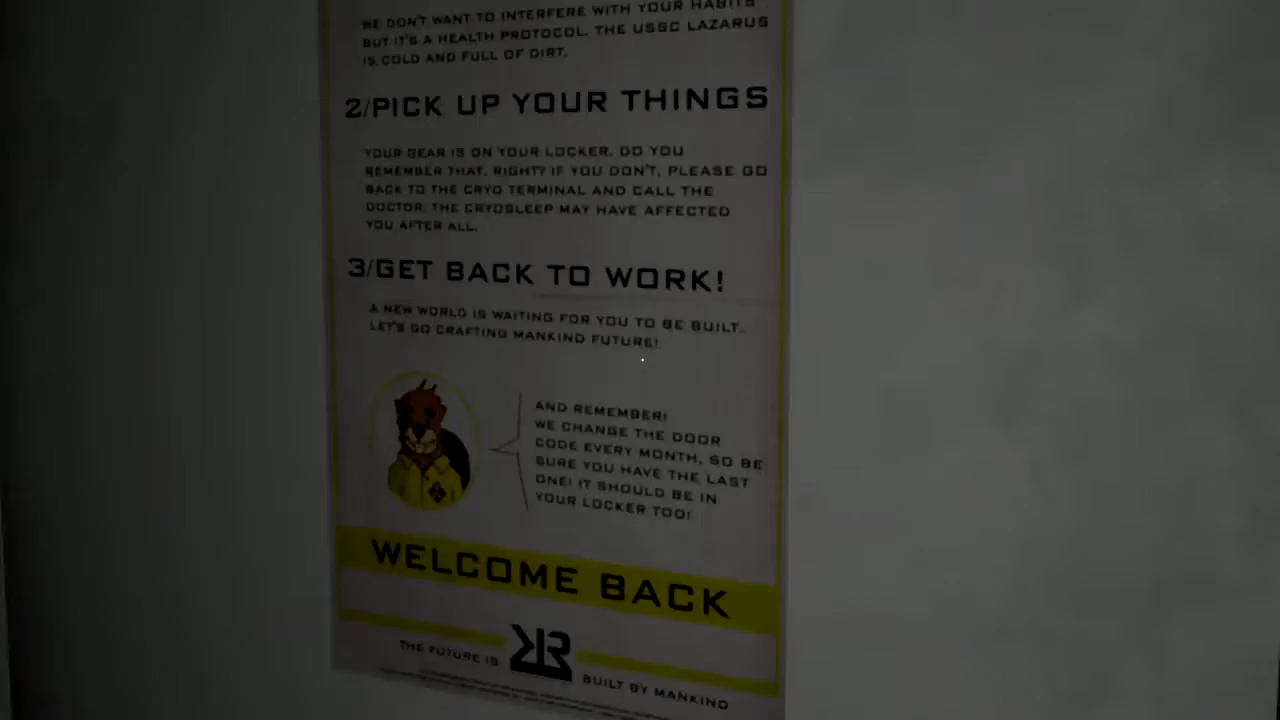 WE DON'T WANT TO INTERFERE WITH YOUR HABITS
BUT IT'S A HEALTH PROTOCOL. THE USSC LAZARUS
IS COLD AND FULL OF DIRT.
2/PICK UP YOUR THINGS
YOUR GEAR IS ON YOUR LOCKER. DO YOU
REMEMBER THAT, RIGHT? IF YOU DON'T, PLEASE GO
BACK TO THE CRYO TERMINAL AND CALL THE
DOCTOR. THE CRYOSLEEP MAY HAVE AFFECTED
YOU AFTER ALL.
3/GET BACK TO WORK!
A NEW WORLD IS WAITING FOR YOU TO BE BUILT.
LET'S GO CRAFTING MANKIND FUTURE!
AND REMEMBER!
WE CHANGE THE DOOR
CODE EVERY MONTH, SO BE
SURE YOU HAVE THE LAST
ONE! IT SHOULD BE IN
YOUR LOCKER TOO!
WELCOME BACK
THE FUTURE IS
BUILT BY MANKIND